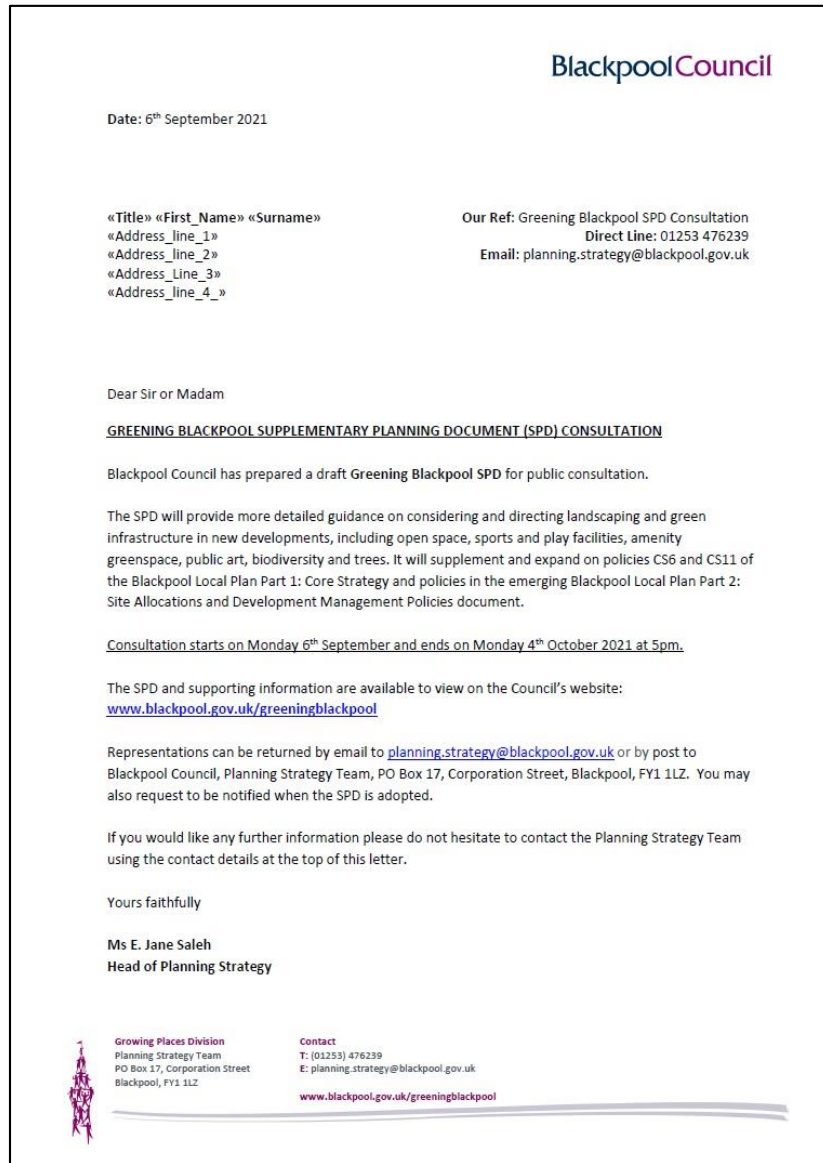 BlackpoolCouncil
Date: 6th September 2021
«Title» «First_Name» «Surname»
«Address_line_1»
«Address_line_2»
«Address_Line_3»
«Address_line_4_»
Our Ref: Greening Blackpool SPD Consultation
Direct Line: 01253 476239
Email: planning.strategy@blackpool.gov.uk
Dear Sir or Madam
GREENING BLACKPOOL SUPPLEMENTARY PLANNING DOCUMENT (SPD) CONSULTATION
Blackpool Council has prepared a draft Greening Blackpool SPD for public consultation.
The SPD will provide more detailed guidance on considering and directing landscaping and green
infrastructure in new developments, including open space, sports and play facilities, amenity
greenspace, public art, biodiversity and trees. It will supplement and expand on policies CS6 and CS11 of
the Blackpool Local Plan Part 1: Core Strategy and policies in the emerging Blackpool Local Plan Part 2:
Site Allocations and Development Management Policies document.
Consultation starts on Monday 6th September and ends on Monday 4th October 2021 at 5pm.
The SPD and supporting information are available to view on the Council's website:
www.blackpool.gov.uk/greeningblackpool
Representations can be returned by email to planning.strategy@blackpool.gov.uk or by post to
Blackpool Council, Planning Strategy Team, PO Box 17, Corporation Street, Blackpool, FY1 1LZ. You may
also request to be notified when the SPD is adopted.
If you would like any further information please do not hesitate to contact the Planning Strategy Team
using the contact details at the top of this letter.
Yours faithfully
Ms E. Jane Saleh
Head of Planning Strategy
Growing Places Division
Planning Strategy Team
PO Box 17, Corporation Street
Blackpool, FY1 1LZ
Contact
T: (01253) 476239
E: planning.strategy@blackpool.gov.uk
www.blackpool.gov.uk/greeningblackpool